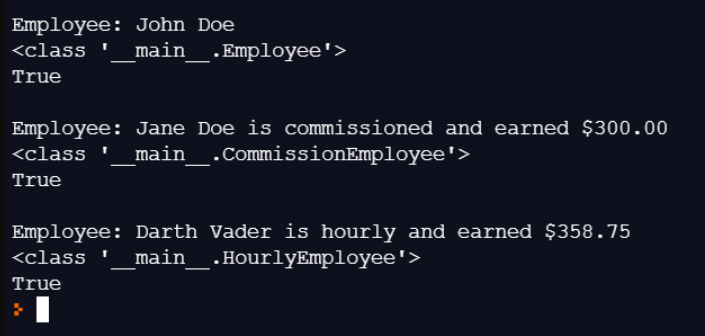 Employee: John Doe
<class '__main__.Employee'>
True
Employee: Jane Doe is commissioned and earned $300.00
<class '__main__.CommissionEmployee'>
True
Employee: Darth Vader is hourly and earned $358.75
<class '__main__.HourlyEmployee'>
True